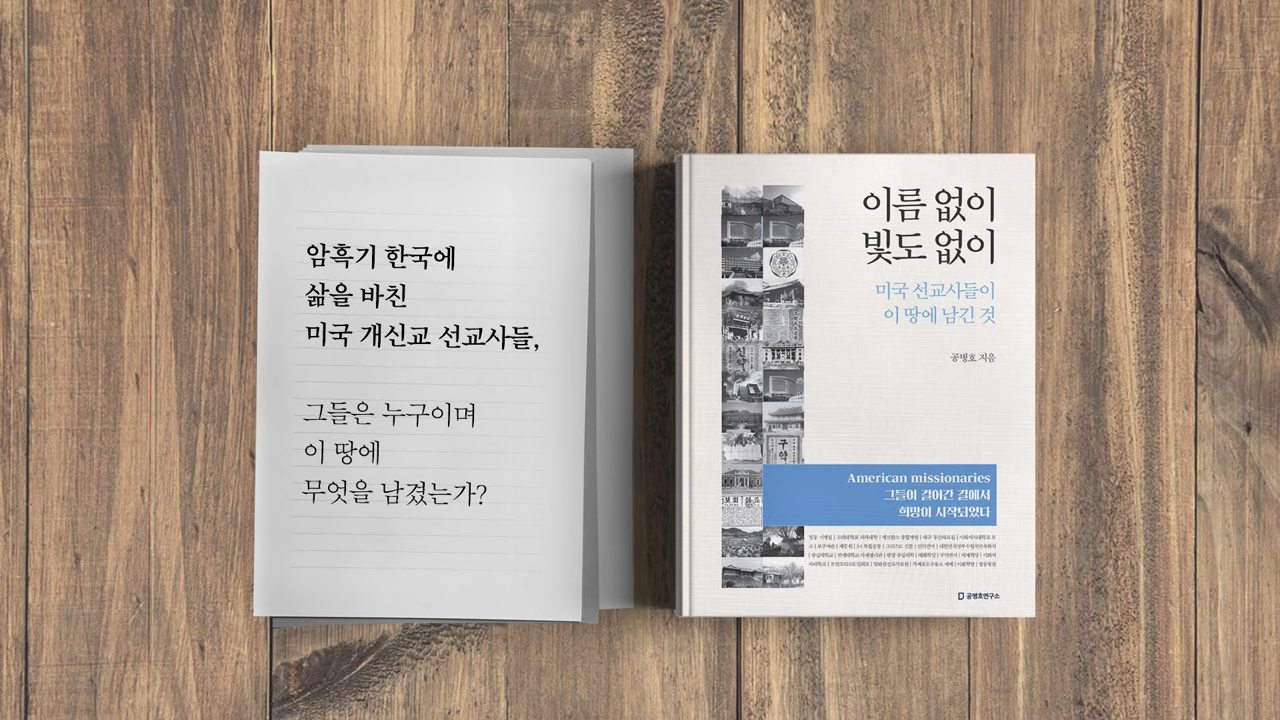 암흑기 한국에
삶을 바친
미국 개신교 선교사들,
그들은 누구이며
이 땅에
무엇을 남겼는가?
이름 없이
빛도 없이
미국 선교사들이
이 땅에 남긴 것
공병호 지음
신약
구약
American missionaries
그들이 걸어간 길에서
희망이 시작되었다
공병호연구소